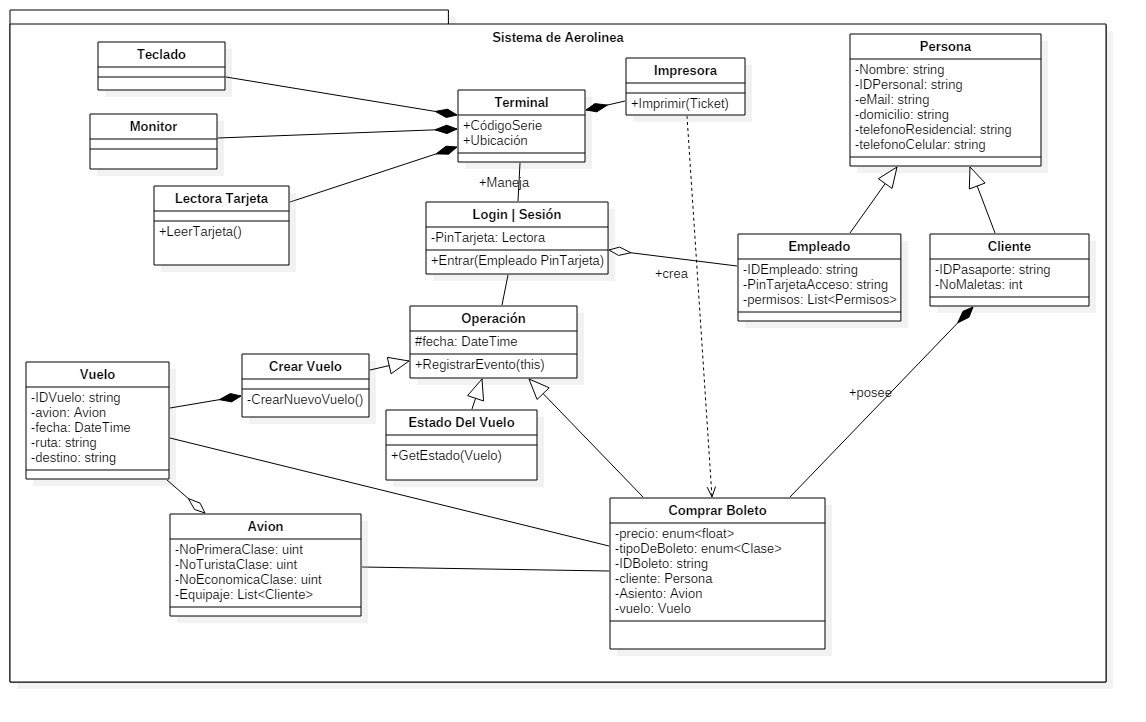 Sistema de Aerolinea
Teclado
Monitor
Lectora Tarjeta
+LeerTarjeta()
Terminal
+CódigoSerie
+Ubicación
Impresora
+Imprimir(Ticket)
Persona
-Nombre: string
-IDPersonal: string
-eMail: string
-domicilio: string
-telefonoResidencial: string
-telefonoCelular: string
+Maneja
Login | Sesión
-PinTarjeta: Lectora
+Entrar(Empleado PinTarjeta)
+crea
Empleado
-IDEmpleado: string
-PinTarjetaAcceso: string
-permisos: List<Permisos>
Cliente
-IDPasaporte: string
-NoMaletas: int
Operación
#fecha: DateTime
+RegistrarEvento(this)
Crear Vuelo
-CrearNuevoVuelo()
Vuelo
-IDVuelo: string
-avion: Avion
-fecha: DateTime
-ruta: string
-destino: string
Estado Del Vuelo
+GetEstado(Vuelo)
+posee
Avion
-NoPrimeraClase: uint
-NoTuristaClase: uint
-NoEconomicaClase: uint
-Equipaje: List<Cliente>
Comprar Boleto
-precio: enum<float>
-tipoDeBoleto: enum<Clase>
-IDBoleto: string
-cliente: Persona
-Asiento: Avion
-vuelo: Vuelo